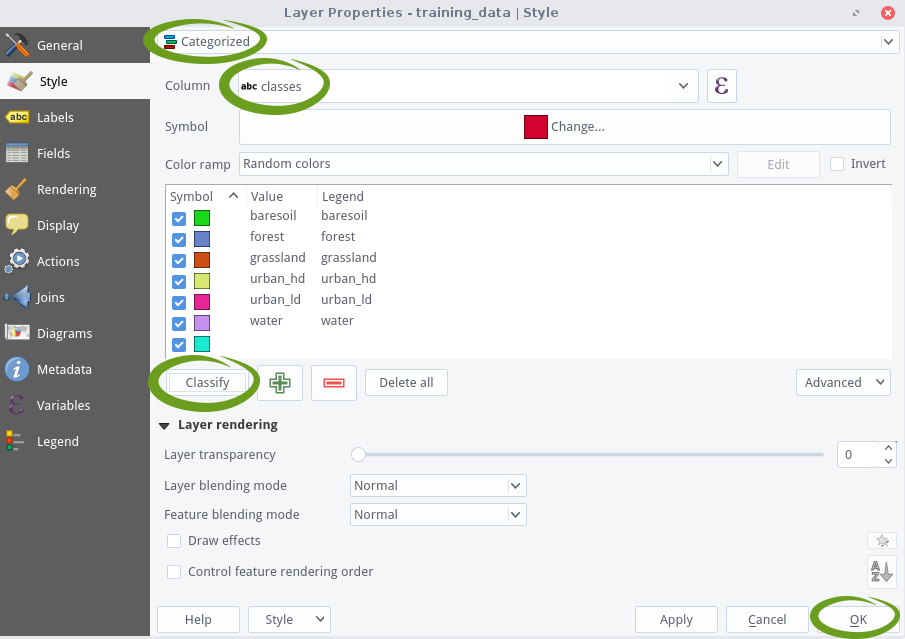 Layer Properties - training_data | Style
General
Style
Labels
Fields
Rendering
Display
Actions
Joins
Diagrams
Metadata
Variables
Legend
Categorized
Column abc classes ε
Symbol Change...
Color ramp Random colors Edit Invert
Symbol Value Legend
baresoil baresoil
forest forest
grassland grassland
urban_hd urban_hd
urban_ld urban_ld
water water
Classify Delete all Advanced
Layer rendering
Layer transparency 0
Layer blending mode Normal
Feature blending mode Normal
Draw effects
Control feature rendering order
Help Style Apply Cancel OK